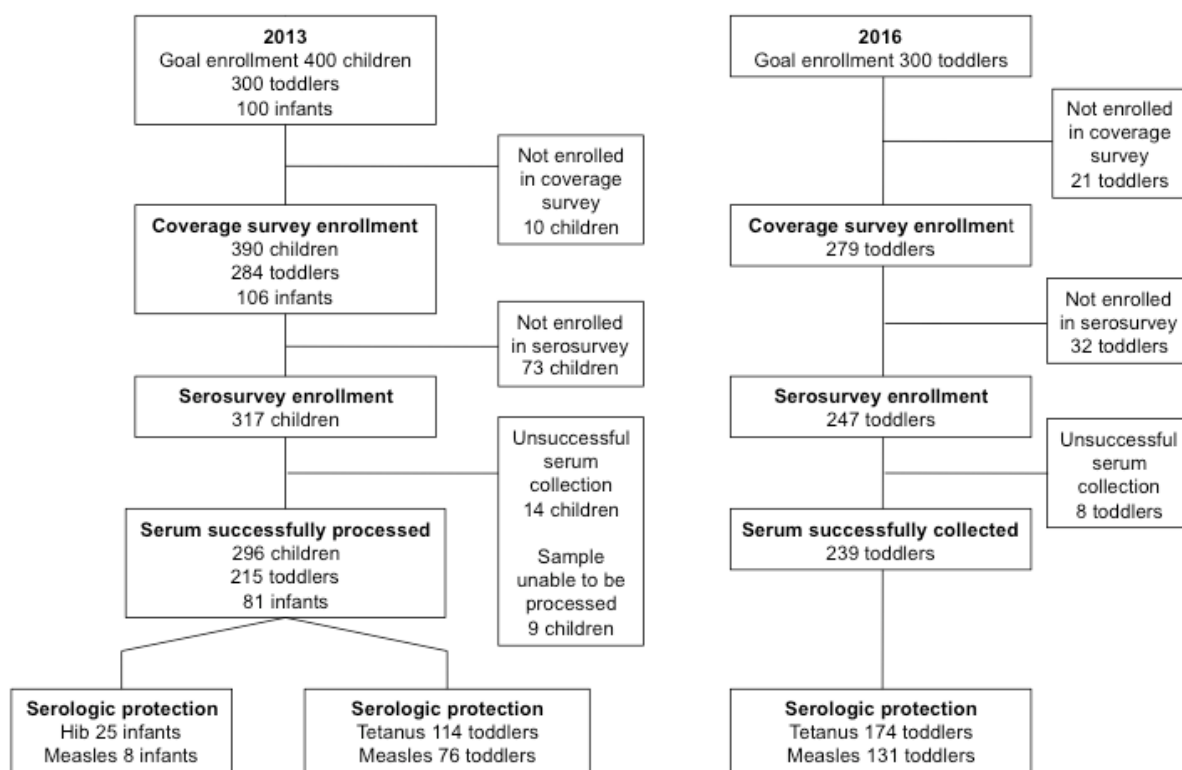 2013
Goal enrollment 400 children
300 toddlers
100 infants
Not enrolled
in coverage
survey
10 children
Coverage survey enrollment
390 children
284 toddlers
106 infants
Not enrolled
in serosurvey
73 children
Serosurvey enrollment
317 children
Unsuccessful
serum
collection
14 children
Sample
unable to be
processed
9 children
Serum successfully processed
296 children
215 toddlers
81 infants
Serologic protection
Hib 25 infants
Measles 8 infants
Serologic protection
Tetanus 114 toddlers
Measles 76 toddlers
2016
Goal enrollment 300 toddlers
Not enrolled
in coverage
survey
21 toddlers
Coverage survey enrollment
279 toddlers
Not enrolled
in serosurvey
32 toddlers
Serosurvey enrollment
247 toddlers
Unsuccessful
serum
collection
8 toddlers
Serum successfully collected
239 toddlers
Serologic protection
Tetanus 174 toddlers
Measles 131 toddlers